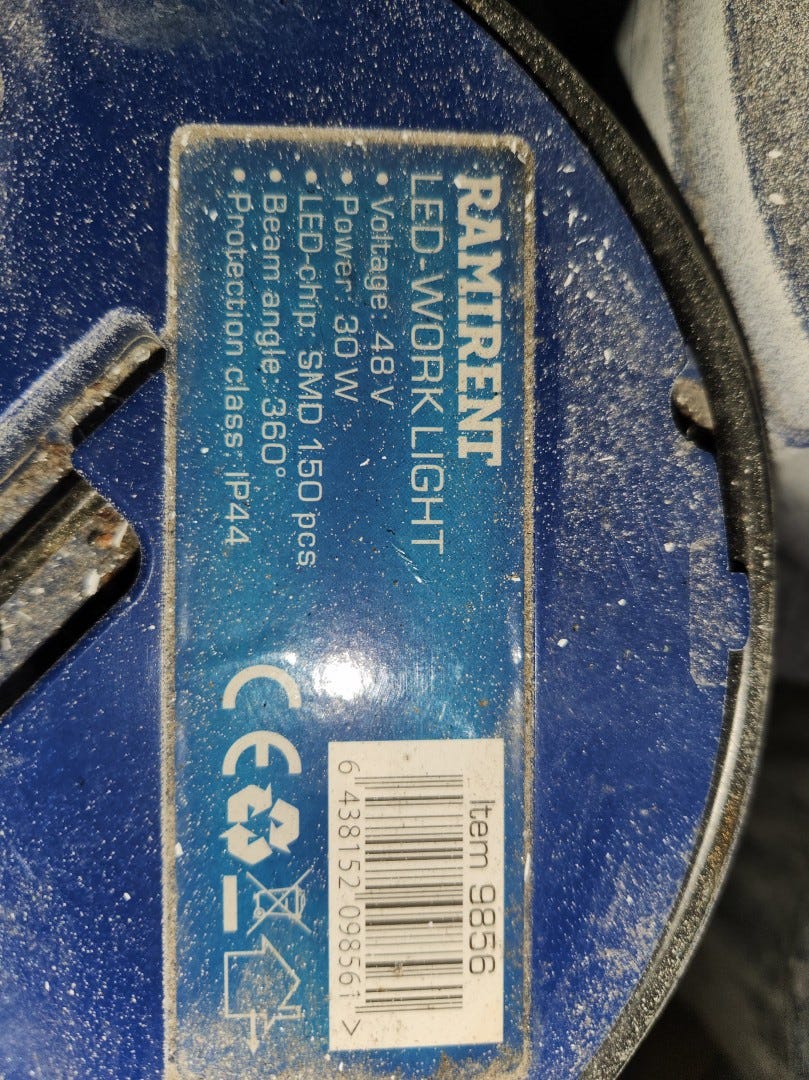 RAMIRENT
LED-WORK LIGHT
• Voltage: 48 V
• Power: 30 W
• LED-chip: SMD 150 pcs
• Beam angle: 360°
• Protection class: IP44
CE
Item 9856
6 438152 098561 >